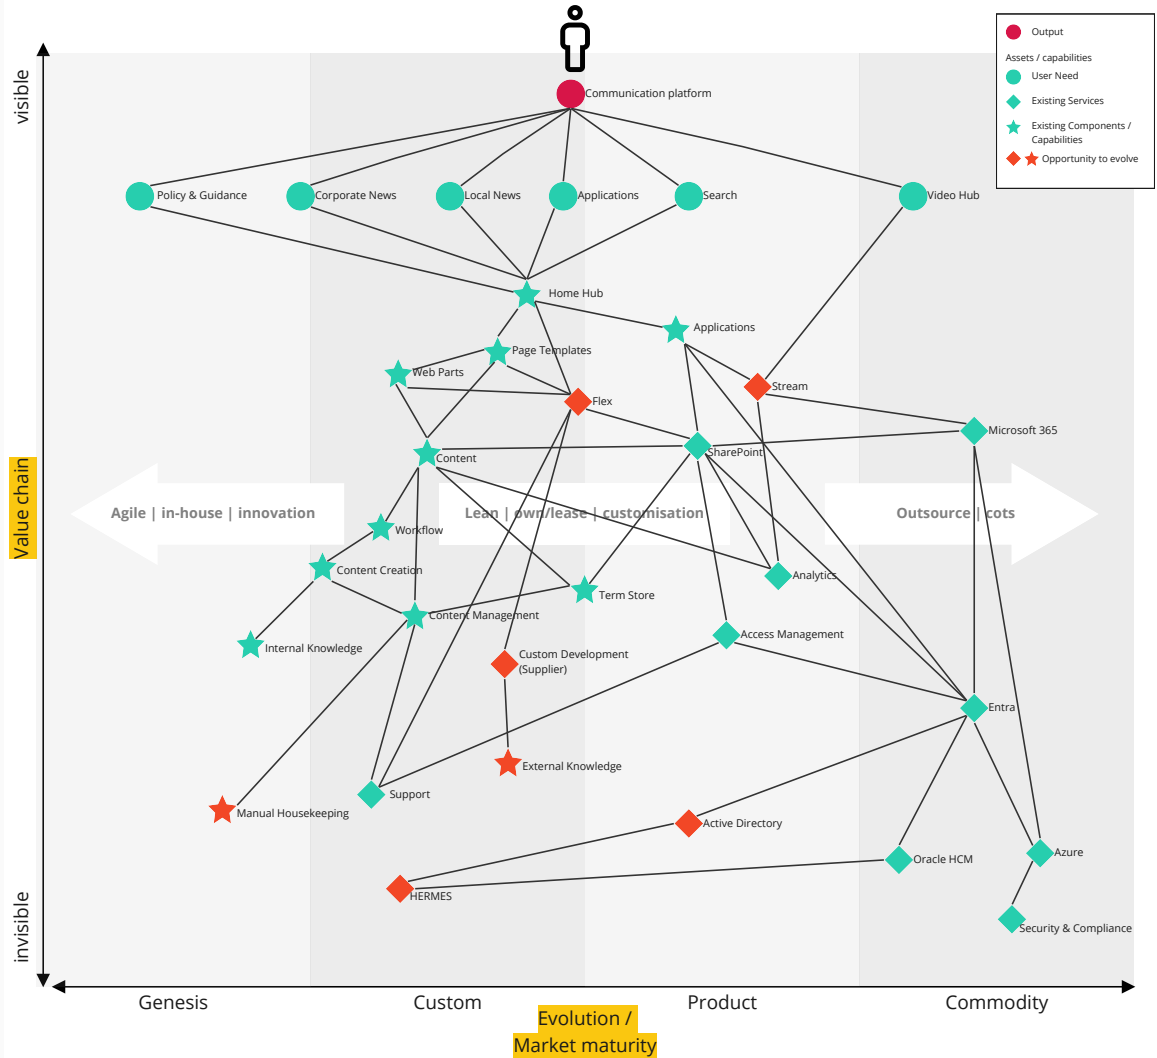 Output
Assets / capabilities
User Need
Existing Services
Existing Components /
Capabilities
Opportunity to evolve
visible
Communication platform
Policy & Guidance
Corporate News
Local News
Applications
Search
Video Hub
Home Hub
Applications
Page Templates
Web Parts
Stream
Flex
Microsoft 365
SharePoint
Content
Value chain
Agile | in-house | innovation
Lean | own/lease | customisation
Outsource | cots
Workflow
Content Creation
Analytics
Term Store
Content Management
Access Management
Internal Knowledge
Custom Development
(Supplier)
Entra
External Knowledge
Support
Manual Housekeeping
Active Directory
Azure
Oracle HCM
HERMES
Security & Compliance
invisible
Genesis
Custom
Product
Commodity
Evolution /
Market maturity